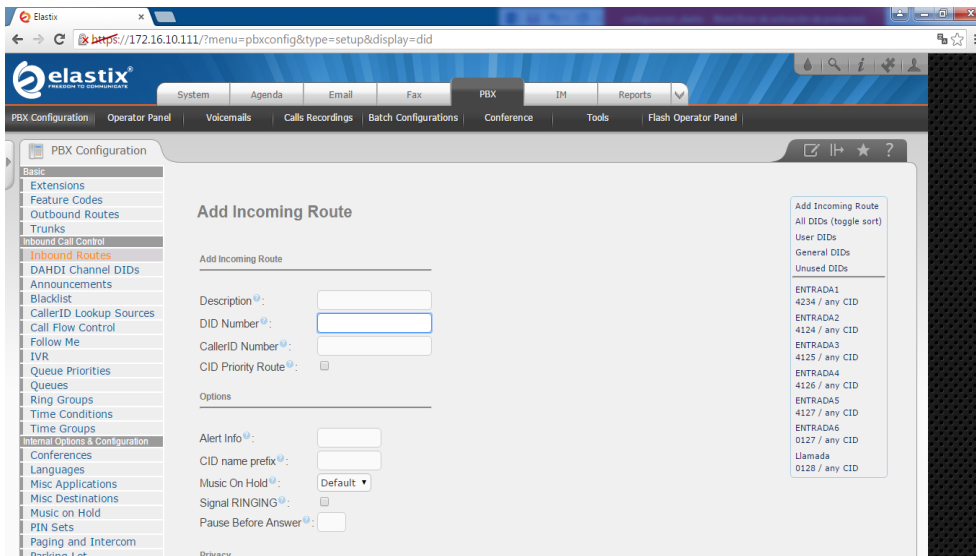 Elastix
https://172.16.10.111/?menu=pbxconfig&type=setup&display=did
elastix®
FREEDOM TO COMMUNICATE
System Agenda Email Fax PBX IM Reports
PBX Configuration Operator Panel Voicemails Calls Recordings Batch Configurations Conference Tools Flash Operator Panel
PBX Configuration
Basic
Extensions
Feature Codes
Outbound Routes
Trunks
Inbound Call Control
Inbound Routes
DAHDI Channel DIDs
Announcements
Blacklist
CallerID Lookup Sources
Call Flow Control
Follow Me
IVR
Queue Priorities
Queues
Ring Groups
Time Conditions
Time Groups
Internal Options & Configuration
Conferences
Languages
Misc Applications
Misc Destinations
Music on Hold
PIN Sets
Paging and Intercom
Parking Lot
Add Incoming Route
Add Incoming Route
Description :
DID Number :
CallerID Number :
CID Priority Route :
Options
Alert Info :
CID name prefix :
Music On Hold : Default
Signal RINGING :
Pause Before Answer :
Privacy
Add Incoming Route
All DIDs (toggle sort)
User DIDs
General DIDs
Unused DIDs
ENTRADA1
4234 / any CID
ENTRADA2
4124 / any CID
ENTRADA3
4125 / any CID
ENTRADA4
4126 / any CID
ENTRADA5
4127 / any CID
ENTRADA6
0127 / any CID
Llamada
0128 / any CID